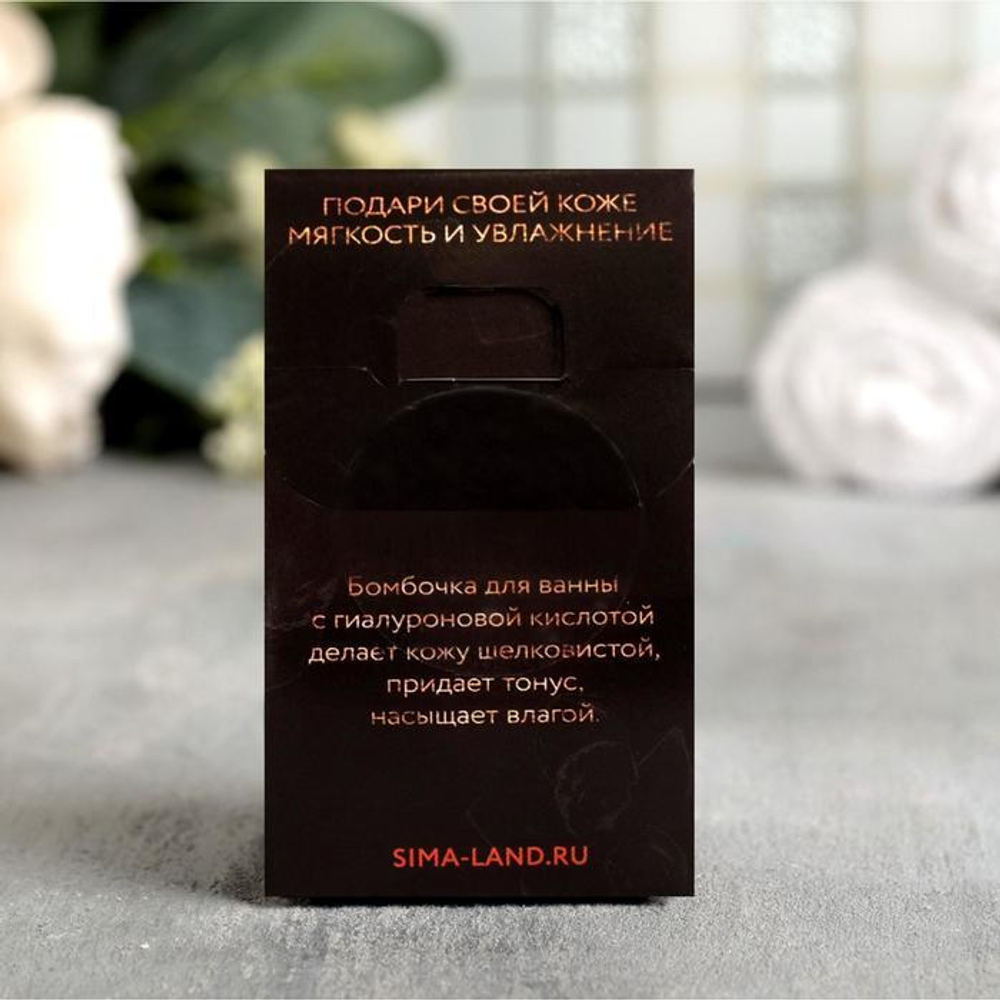 ПОДАРИ СВОЕЙ КОЖЕ
МЯГКОСТЬ И УВЛАЖНЕНИЕ
Бомбочка для ванны
с гиалуроновой кислотой
делает кожу шелковистой,
придает тонус,
насыщает влагой.
SIMA-LAND.RU